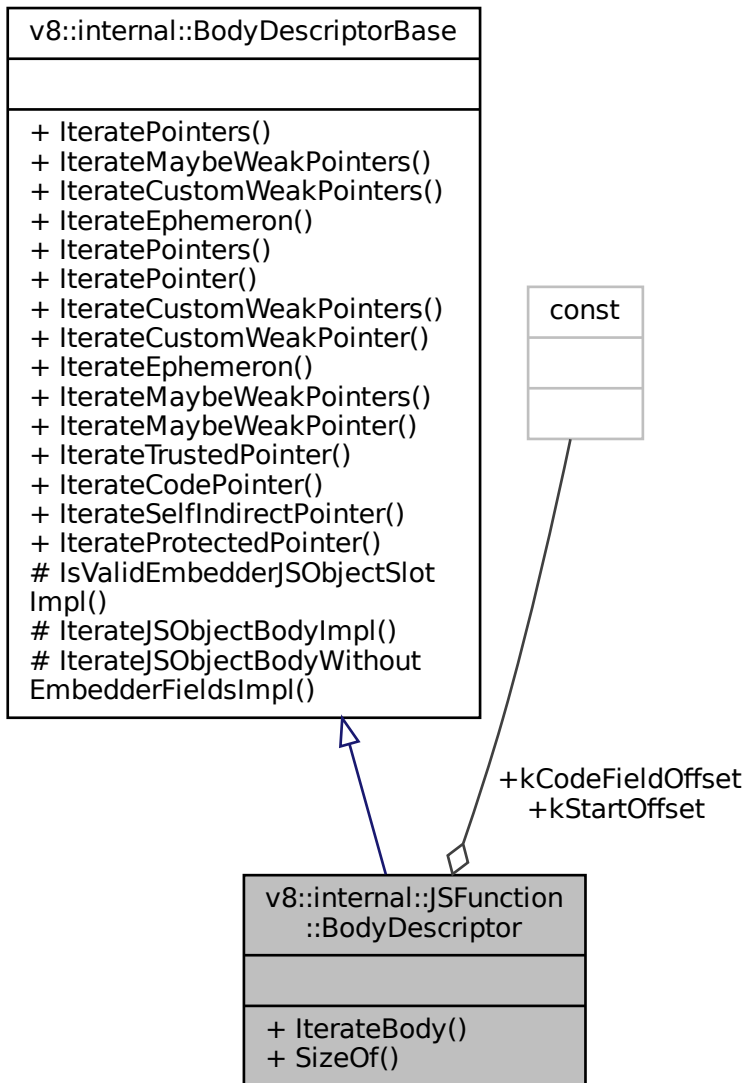 v8::internal::BodyDescriptorBase
+ IteratePointers()
+ IterateMaybeWeakPointers()
+ IterateCustomWeakPointers()
+ IterateEphemeron()
+ IteratePointers()
+ IteratePointer()
+ IterateCustomWeakPointers()
+ IterateCustomWeakPointer()
+ IterateEphemeron()
+ IterateMaybeWeakPointers()
+ IterateMaybeWeakPointer()
+ IterateTrustedPointer()
+ IterateCodePointer()
+ IterateSelfIndirectPointer()
+ IterateProtectedPointer()
# IsValidEmbedderJSObjectSlot
Impl()
# IterateJSObjectBodyImpl()
# IterateJSObjectBodyWithout
EmbedderFieldsImpl()
const
+kCodeFieldOffset
+kStartOffset
v8::internal::JSFunction
::BodyDescriptor
+ IterateBody()
+ SizeOf()